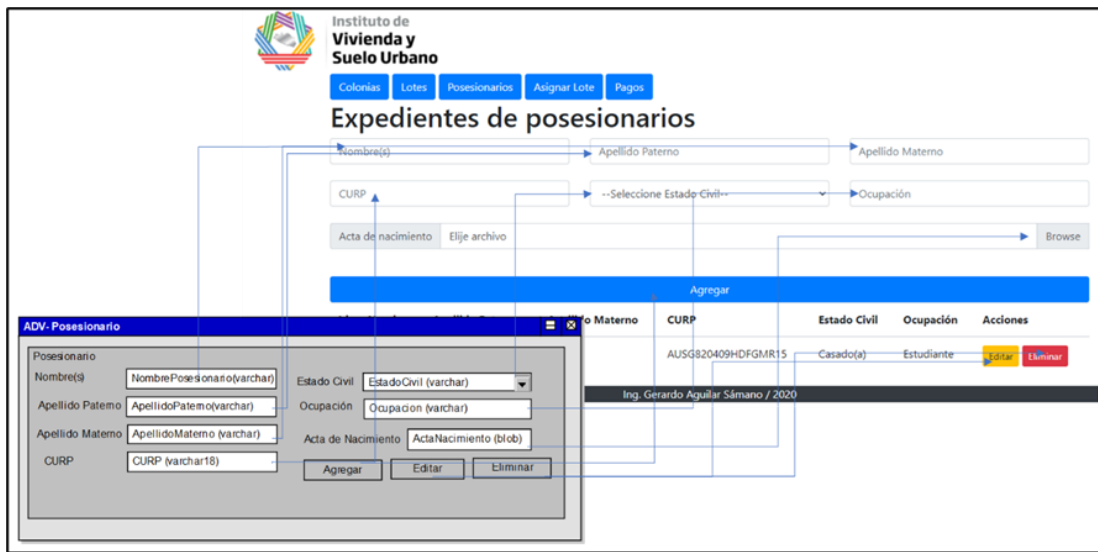 Instituto de
Vivienda y
Suelo Urbano
Colonias Lotes Posesionarios Asignar Lote Pagos
Expedientes de posesionarios
Nombre(s) Apellido Paterno Apellido Materno
CURP --Seleccione Estado Civil-- Ocupación
Acta de nacimiento Elije archivo Browse
Agregar
Materno CURP Estado Civil Ocupación Acciones
AUSG820409HDFGMR15 Casado(a) Estudiante Editar Eliminar
Ing. Gerardo Aguilar Sámano / 2020
ADV- Posesionario
Posesionario
Nombre(s) NombrePosesionario(varchar) Estado Civil EstadoCivil (varchar)
Apellido Paterno ApellidoPaterno(varchar) Ocupación Ocupacion (varchar)
Apellido Materno ApellidoMaterno (varchar) Acta de Nacimiento ActaNacimiento (blob)
CURP CURP (varchar18) Agregar Editar Eliminar